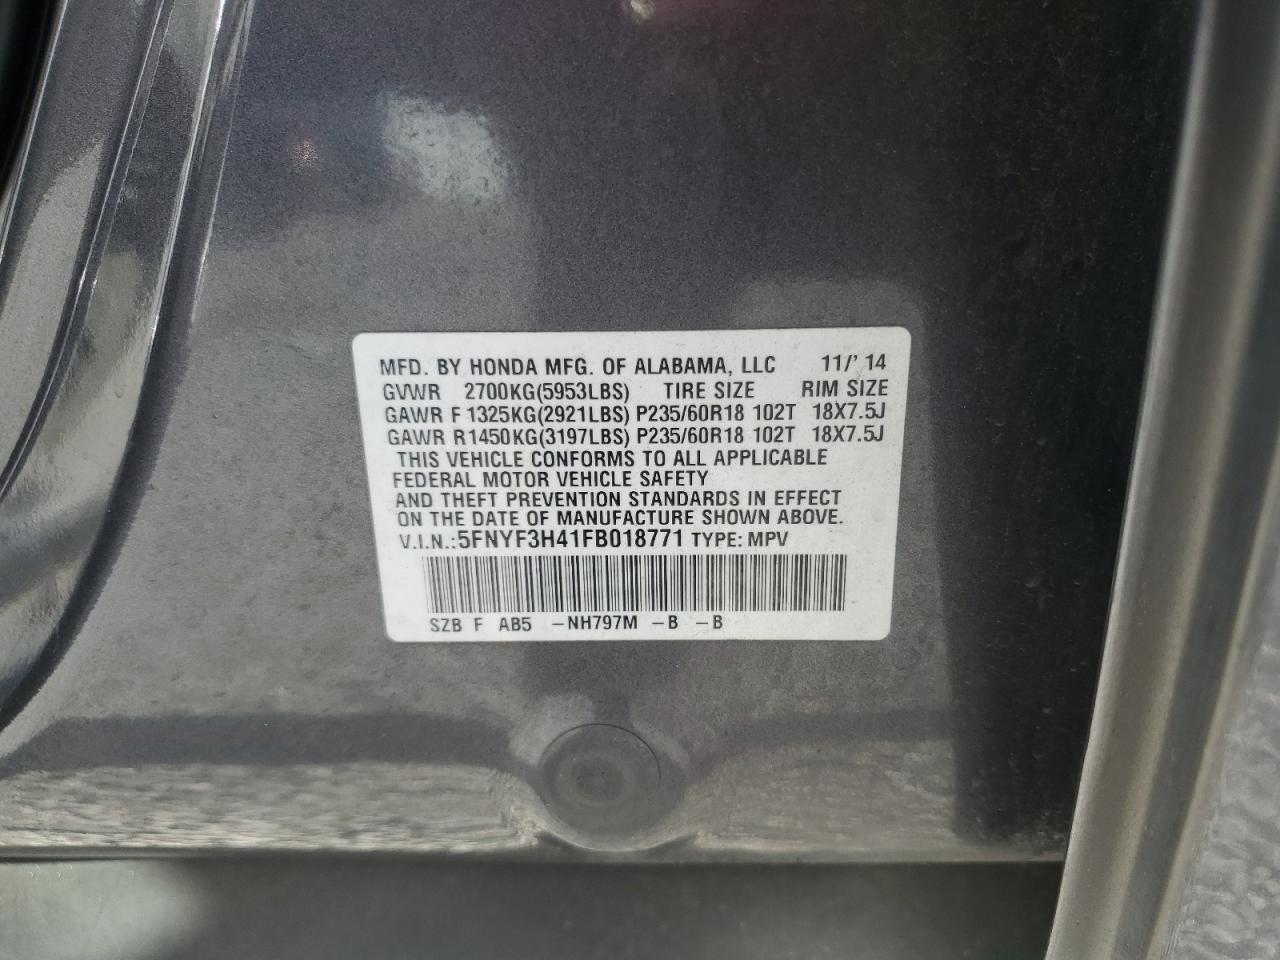 MFD. BY HONDA MFG. OF ALABAMA, LLC 11/' 14
GVWR 2700KG(5953LBS) TIRE SIZE RIM SIZE
GAWR F 1325KG(2921LBS) P235/60R18 102T 18X7.5J
GAWR R1450KG(3197LBS) P235/60R18 102T 18X7.5J
THIS VEHICLE CONFORMS TO ALL APPLICABLE
FEDERAL MOTOR VEHICLE SAFETY
AND THEFT PREVENTION STANDARDS IN EFFECT
ON THE DATE OF MANUFACTURE SHOWN ABOVE.
V.I.N.:5FNYF3H41FB018771 TYPE: MPV
SZB F AB5 -NH797M -B -B